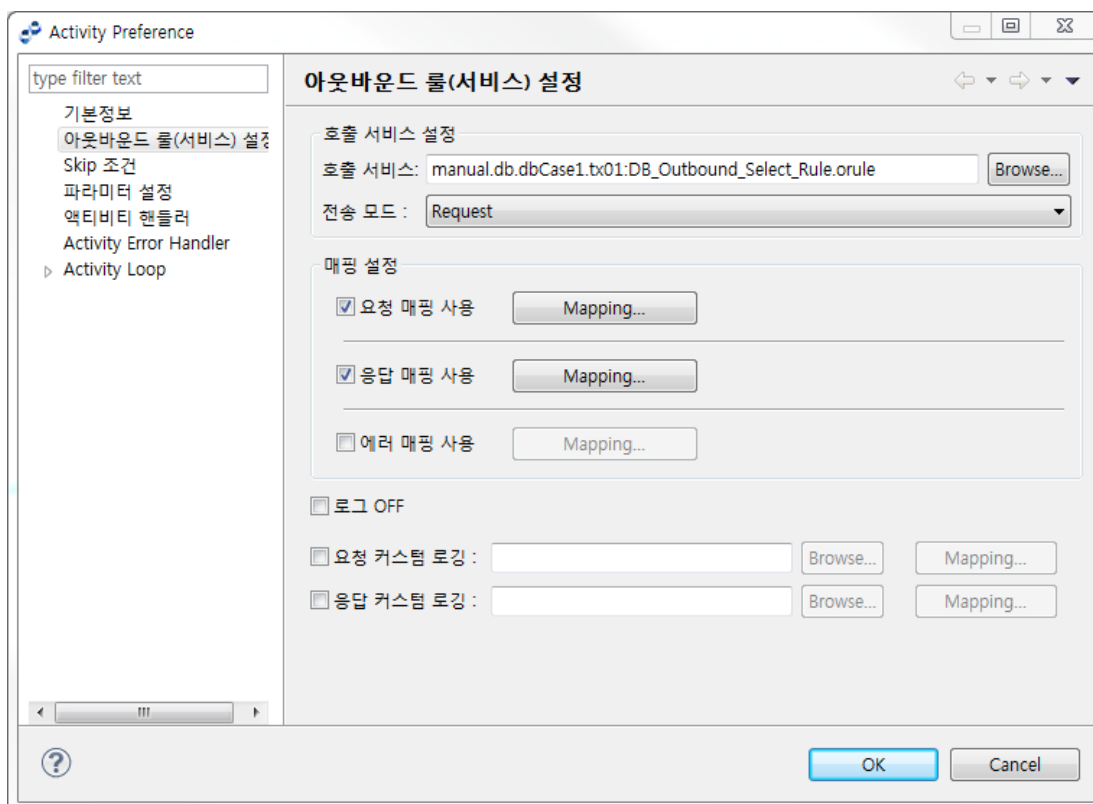 Activity Preference
type filter text
기본정보
아웃바운드 룰(서비스) 설정
Skip 조건
파라미터 설정
액티비티 핸들러
Activity Error Handler
Activity Loop
아웃바운드 룰(서비스) 설정
호출 서비스 설정
호출 서비스: manual.db.dbCase1.tx01:DB_Outbound_Select_Rule.orule Browse...
전송 모드 : Request
매핑 설정
요청 매핑 사용 Mapping...
응답 매핑 사용 Mapping...
에러 매핑 사용 Mapping...
로그 OFF
요청 커스텀 로깅 : Browse... Mapping...
응답 커스텀 로깅 : Browse... Mapping...
OK Cancel